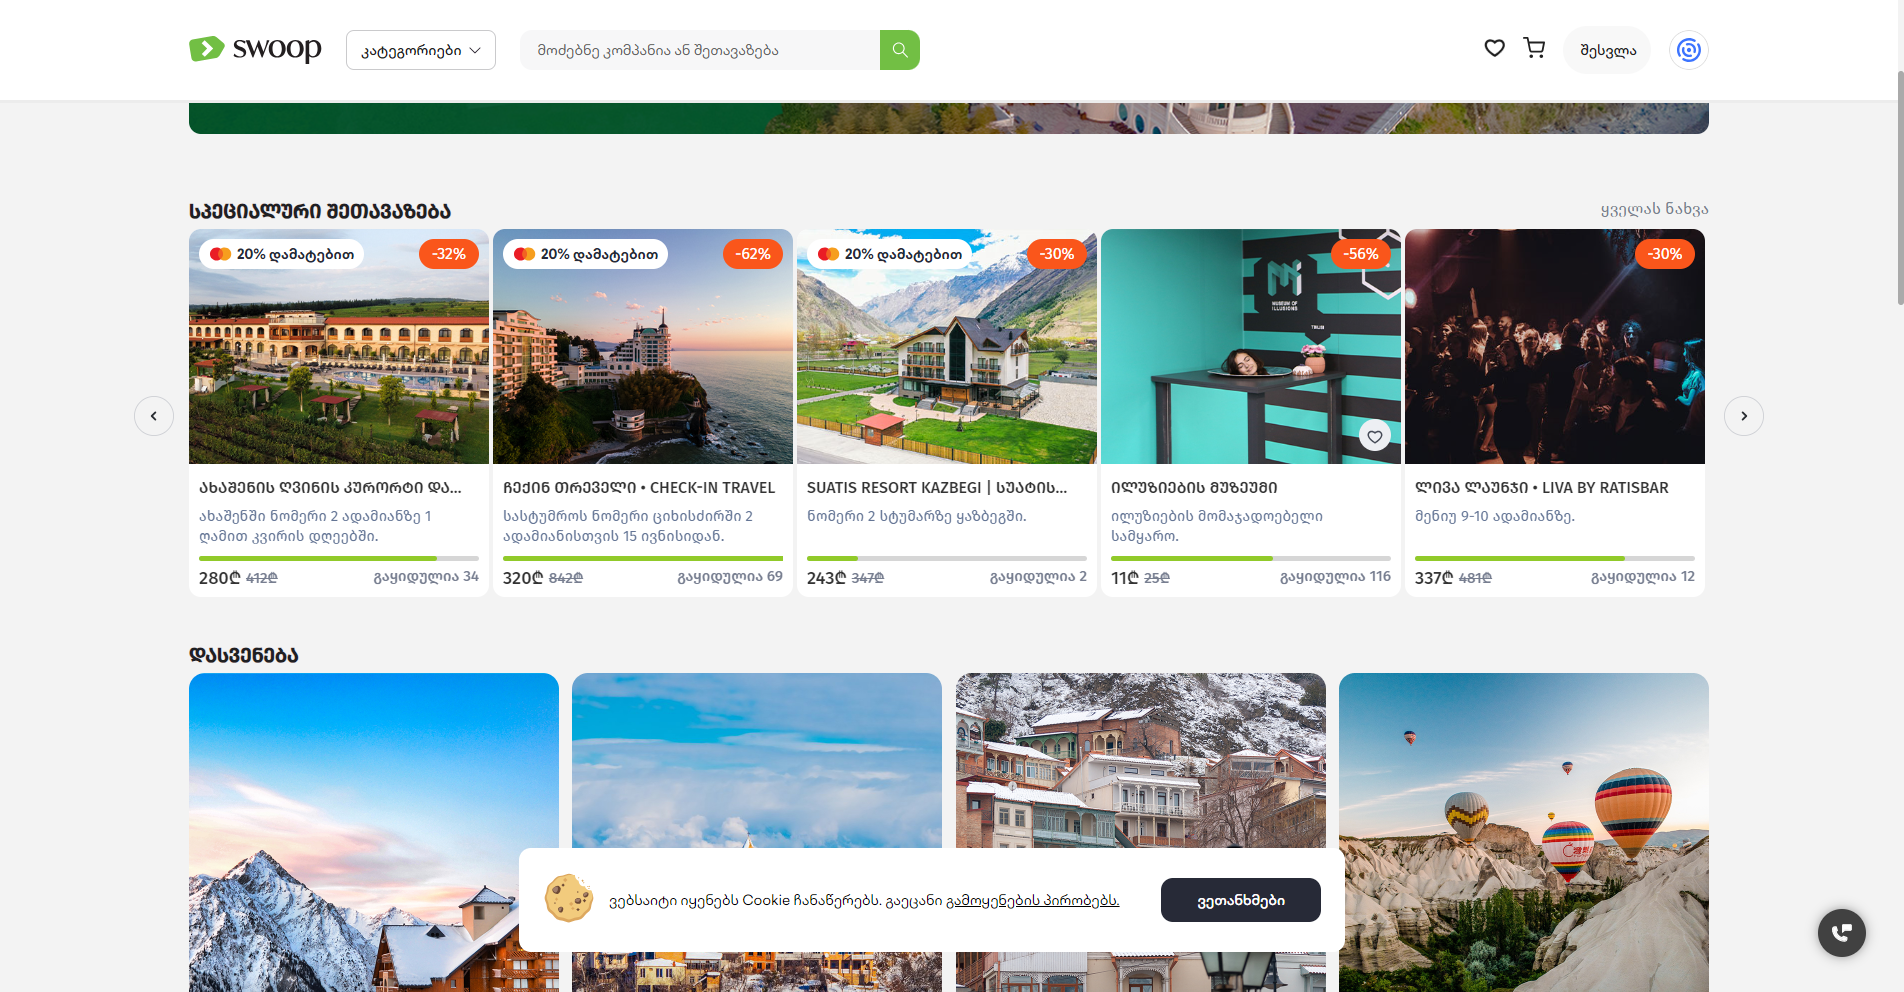 swoop
კატეგორიები
მოძებნე კომპანია ან შეთავაზება
შესვლა
სპეციალური შეთავაზება
ყველას ნახვა
20% დამატებით
-32%
20% დამატებით
-62%
20% დამატებით
-30%
-56%
-30%
MUSEUM OF
ILLUSIONS
TBILISI
ახაშენის ღვინის კურორტი და...
ახაშენში ნომერი 2 ადამიანზე 1
ღამით კვირის დღეებში.
280₾ 412₾
გაყიდულია 34
ჩექინ თრეველი • CHECK-IN TRAVEL
სასტუმროს ნომერი ციხისძირში 2
ადამიანისთვის 15 ივნისიდან.
320₾ 842₾
გაყიდულია 69
SUATIS RESORT KAZBEGI | სუატის...
ნომერი 2 სტუმარზე ყაზბეგში.
243₾ 347₾
გაყიდულია 2
ილუზიების მუზეუმი
ილუზიების მომაჯადოებელი
სამყარო.
11₾ 25₾
გაყიდულია 116
ლივა ლაუნჯი • LIVA BY RATISBAR
მენიუ 9-10 ადამიანზე.
337₾ 481₾
გაყიდულია 12
დასვენება
ვებსაიტი იყენებს Cookie ჩანაწერებს. გაეცანი გამოყენების პირობებს.
ვეთანხმები